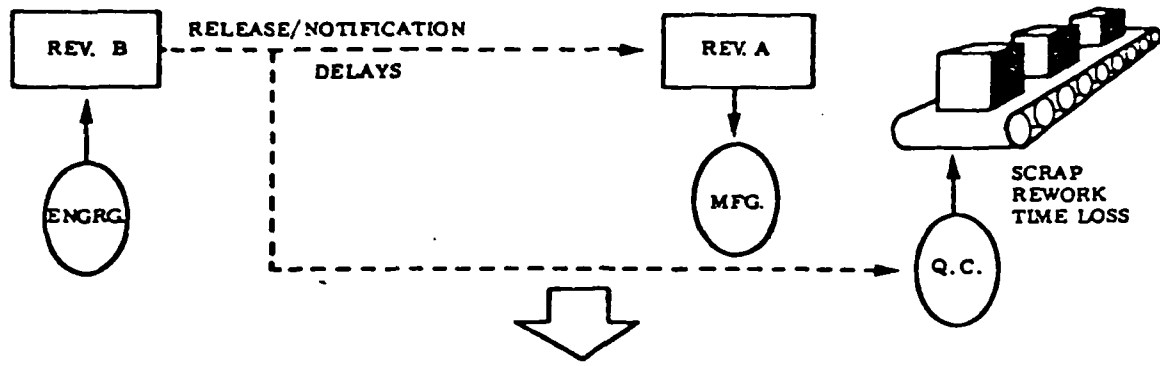 REV. B
RELEASE/NOTIFICATION
DELAYS
REV. A
ENGRG.
MFG.
SCRAP
REWORK
TIME LOSS
Q.C.